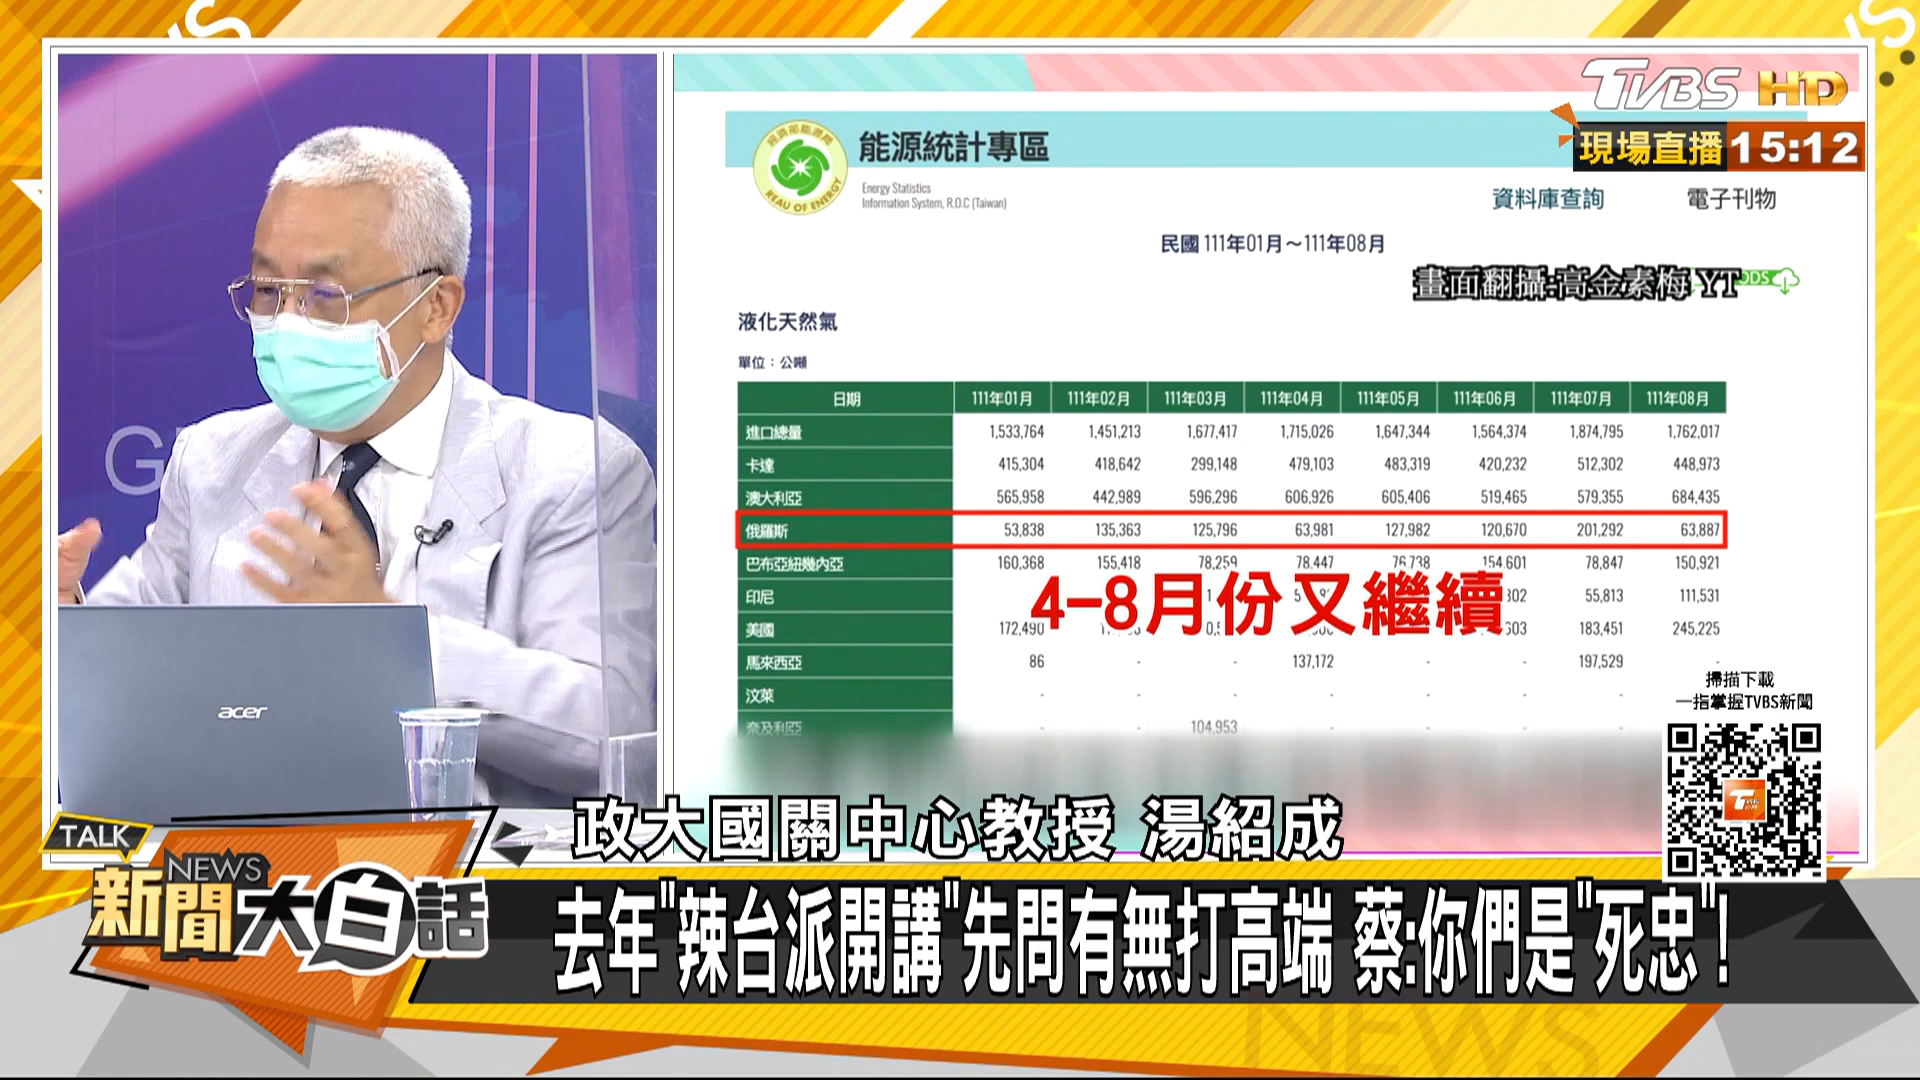 TVBS HD
現場直播 15:12
能源統計專區
Energy Statistics
Information System, R.O.C (Taiwan)
REAU OF ENERGY
資料庫查詢 電子刊物
民國 111年01月～111年08月
畫面翻攝:高金素梅 YT
ODS
液化天然氣
單位：公噸
日期 111年01月 111年02月 111年03月 111年04月 111年05月 111年06月 111年07月 111年08月
進口總量 1,533,764 1,451,213 1,677,417 1,715,026 1,647,344 1,564,374 1,874,795 1,762,017
卡達 415,304 418,642 299,148 479,103 483,319 420,232 512,302 448,973
澳大利亞 565,958 442,989 596,296 606,926 605,406 519,465 579,355 684,435
俄羅斯 53,838 135,363 125,796 63,981 127,982 120,670 201,292 63,887
巴布亞紐幾內亞 160,368 155,418 78,259 78,447 76,738 154,601 78,847 150,921
印尼 55,813 111,531
4-8月份又繼續
美國 172,490 183,451 245,225
馬來西亞 86 - - 137,172 - - 197,529 -
汶萊 - - - - - - -
奈及利亞 - - 104,953 - - - -
掃描下載
一指掌握TVBS新聞
acer
政大國關中心教授 湯紹成
TALK
NEWS
新聞大白話
去年"辣台派開講"先問有無打高端 蔡:你們是"死忠"!
NEWS